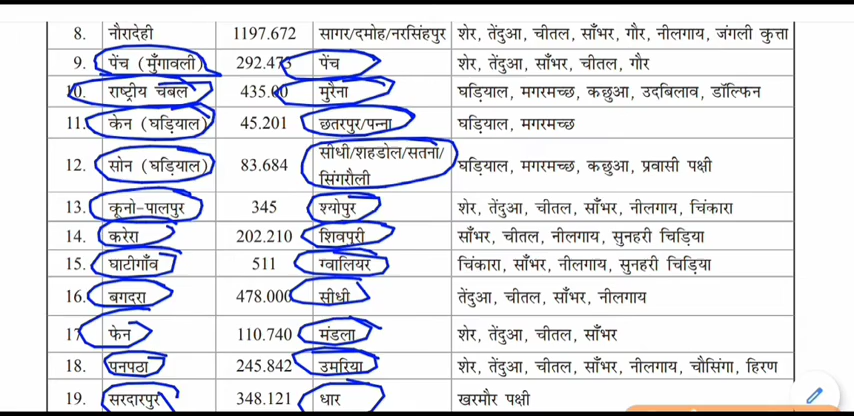 8. नौरादेही 1197.672 सागर/दमोह/नरसिंहपुर शेर, तेंदुआ, चीतल, साँभर, गौर, नीलगाय, जंगली कुत्ता
9. पेंच (मुँगावली) 292.473 पेंच शेर, तेंदुआ, साँभर, चीतल, गौर
10. राष्ट्रीय चंबल 435.00 मुरैना घड़ियाल, मगरमच्छ, कछुआ, उदबिलाव, डॉल्फिन
11. केन (घड़ियाल) 45.201 छतरपुर/पन्ना घड़ियाल, मगरमच्छ
12. सोन (घड़ियाल) 83.684 सीधी/शहडोल/सतना/
सिंगरौली घड़ियाल, मगरमच्छ, कछुआ, प्रवासी पक्षी
13. कूनो-पालपुर 345 श्योपुर शेर, तेंदुआ, चीतल, साँभर, नीलगाय, चिंकारा
14. करेरा 202.210 शिवपुरी साँभर, चीतल, नीलगाय, सुनहरी चिड़िया
15. घाटीगाँव 511 ग्वालियर चिंकारा, साँभर, नीलगाय, सुनहरी चिड़िया
16. बगदरा 478.000 सीधी तेंदुआ, चीतल, साँभर, नीलगाय
17 फेन 110.740 मंडला शेर, तेंदुआ, चीतल, साँभर
18. पनपठा 245.842 उमरिया शेर, तेंदुआ, चीतल, साँभर, नीलगाय, चौसिंगा, हिरण
19. सरदारपुर 348.121 धार खरमौर पक्षी